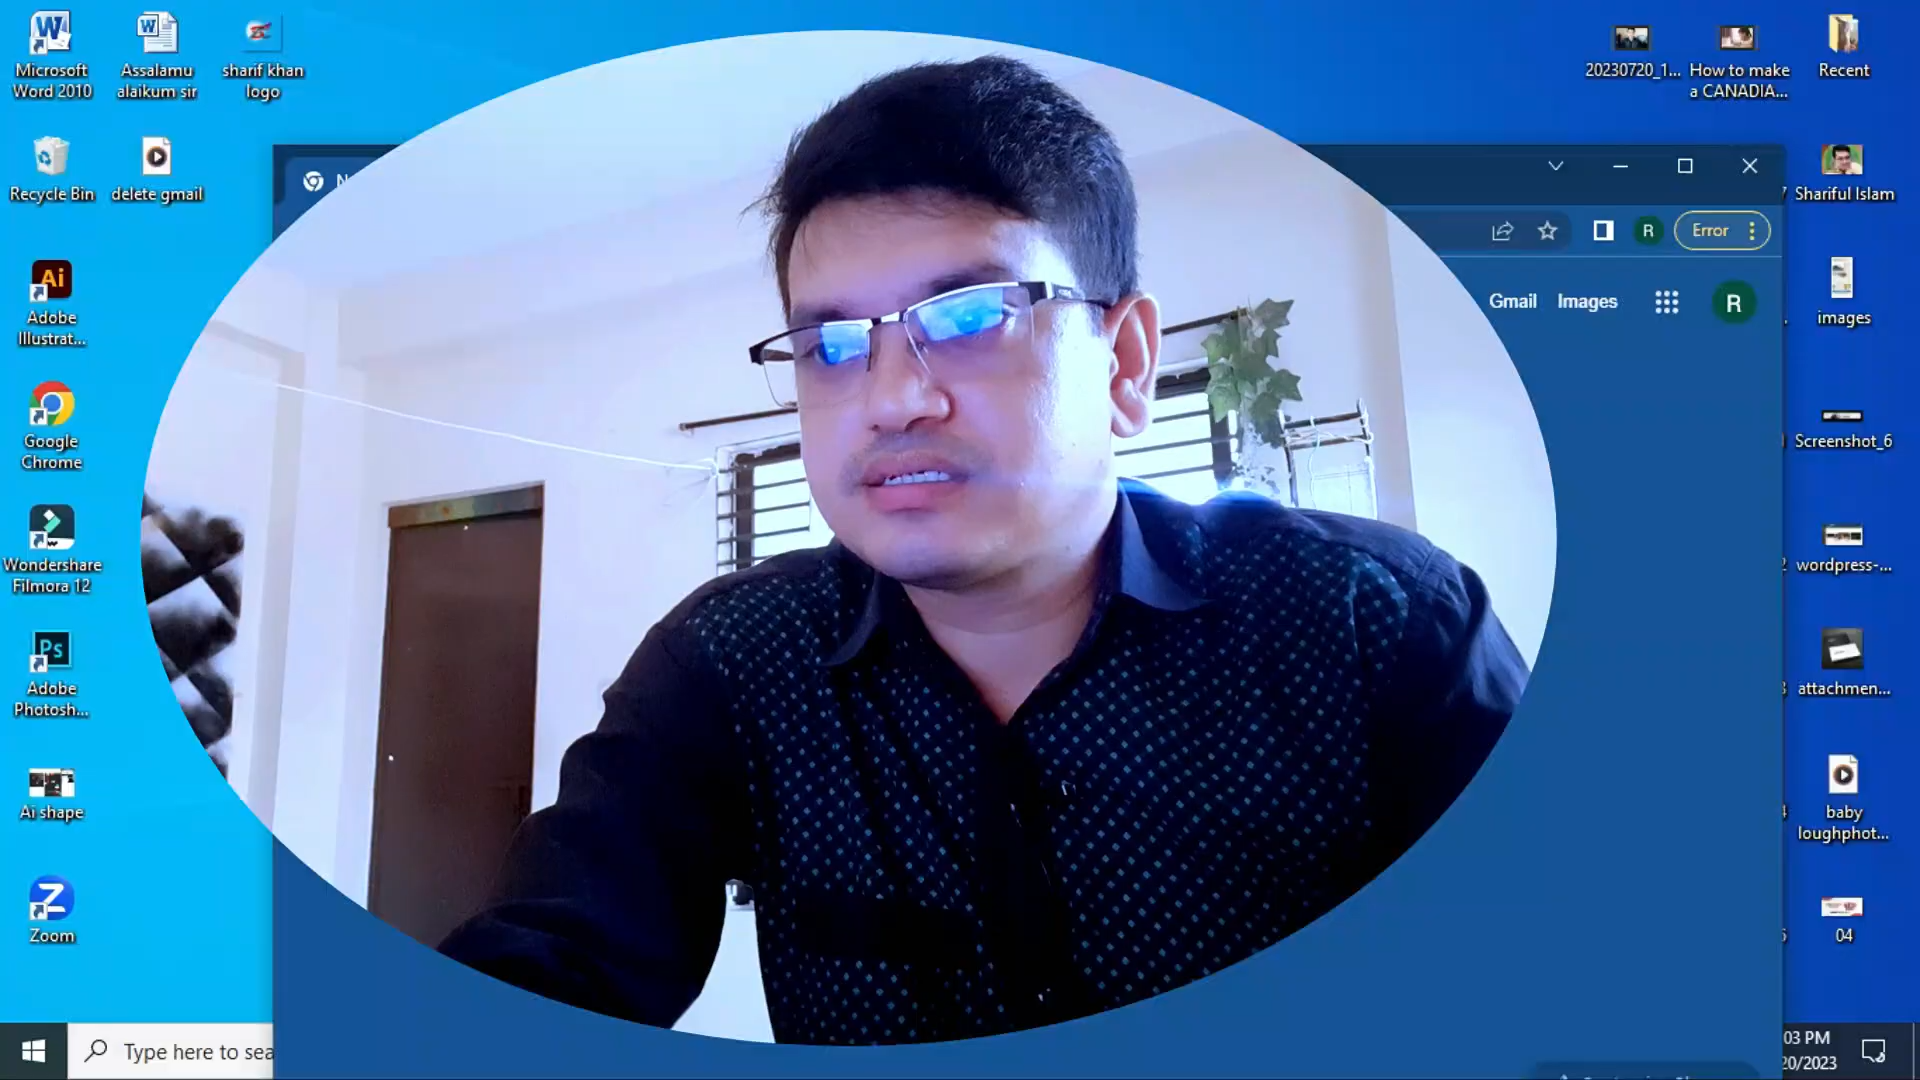 Microsoft
Word 2010
Assalamu
alaikum sir
sharif khan
logo
20230720_1...
How to make
a CANADIA...
Recent
Recycle Bin
delete gmail
Shariful Islam
R
Error
Gmail
Images
R
Ai
Adobe
Illustrat...
images
Google
Chrome
Screenshot_6
Wondershare
Filmora 12
wordpress-...
Ps
Adobe
Photosh...
attachmen...
Ai shape
baby
loughphot...
Zoom
04
Type here to sea
03 PM
20/2023